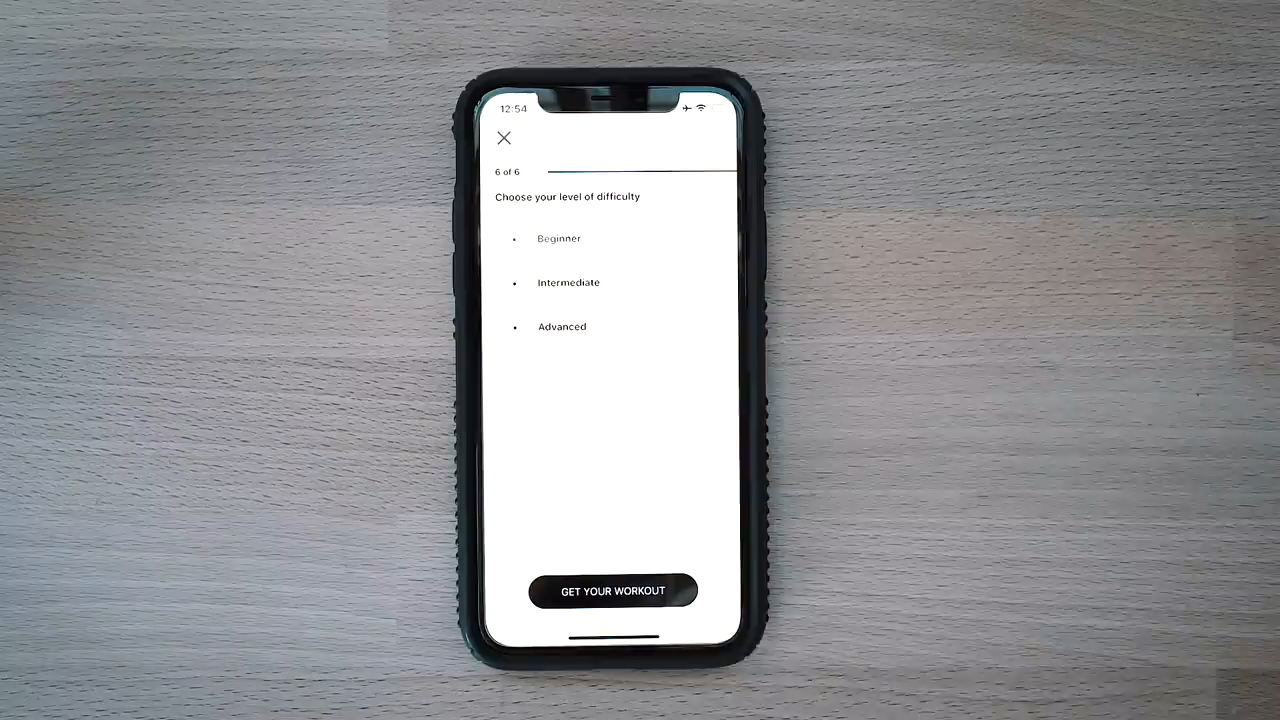 12:54
6 of 6
Choose your level of difficulty
Beginner
Intermediate
Advanced
GET YOUR WORKOUT